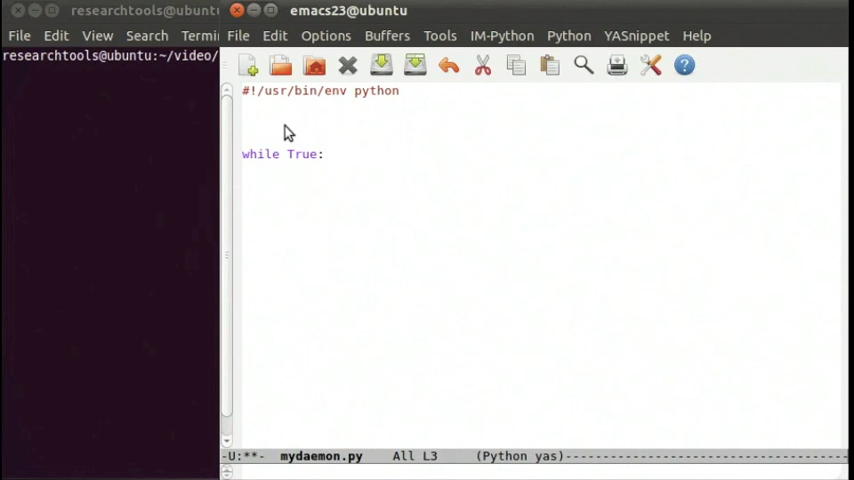 researchtools@ubuntu
emacs23@ubuntu
File Edit View Search Termi
File Edit Options Buffers Tools IM-Python Python YASnippet Help
researchtools@ubuntu:~/video/
#!/usr/bin/env python
while True:
-U:**- mydaemon.py All L3 (Python yas)--------------------------------------